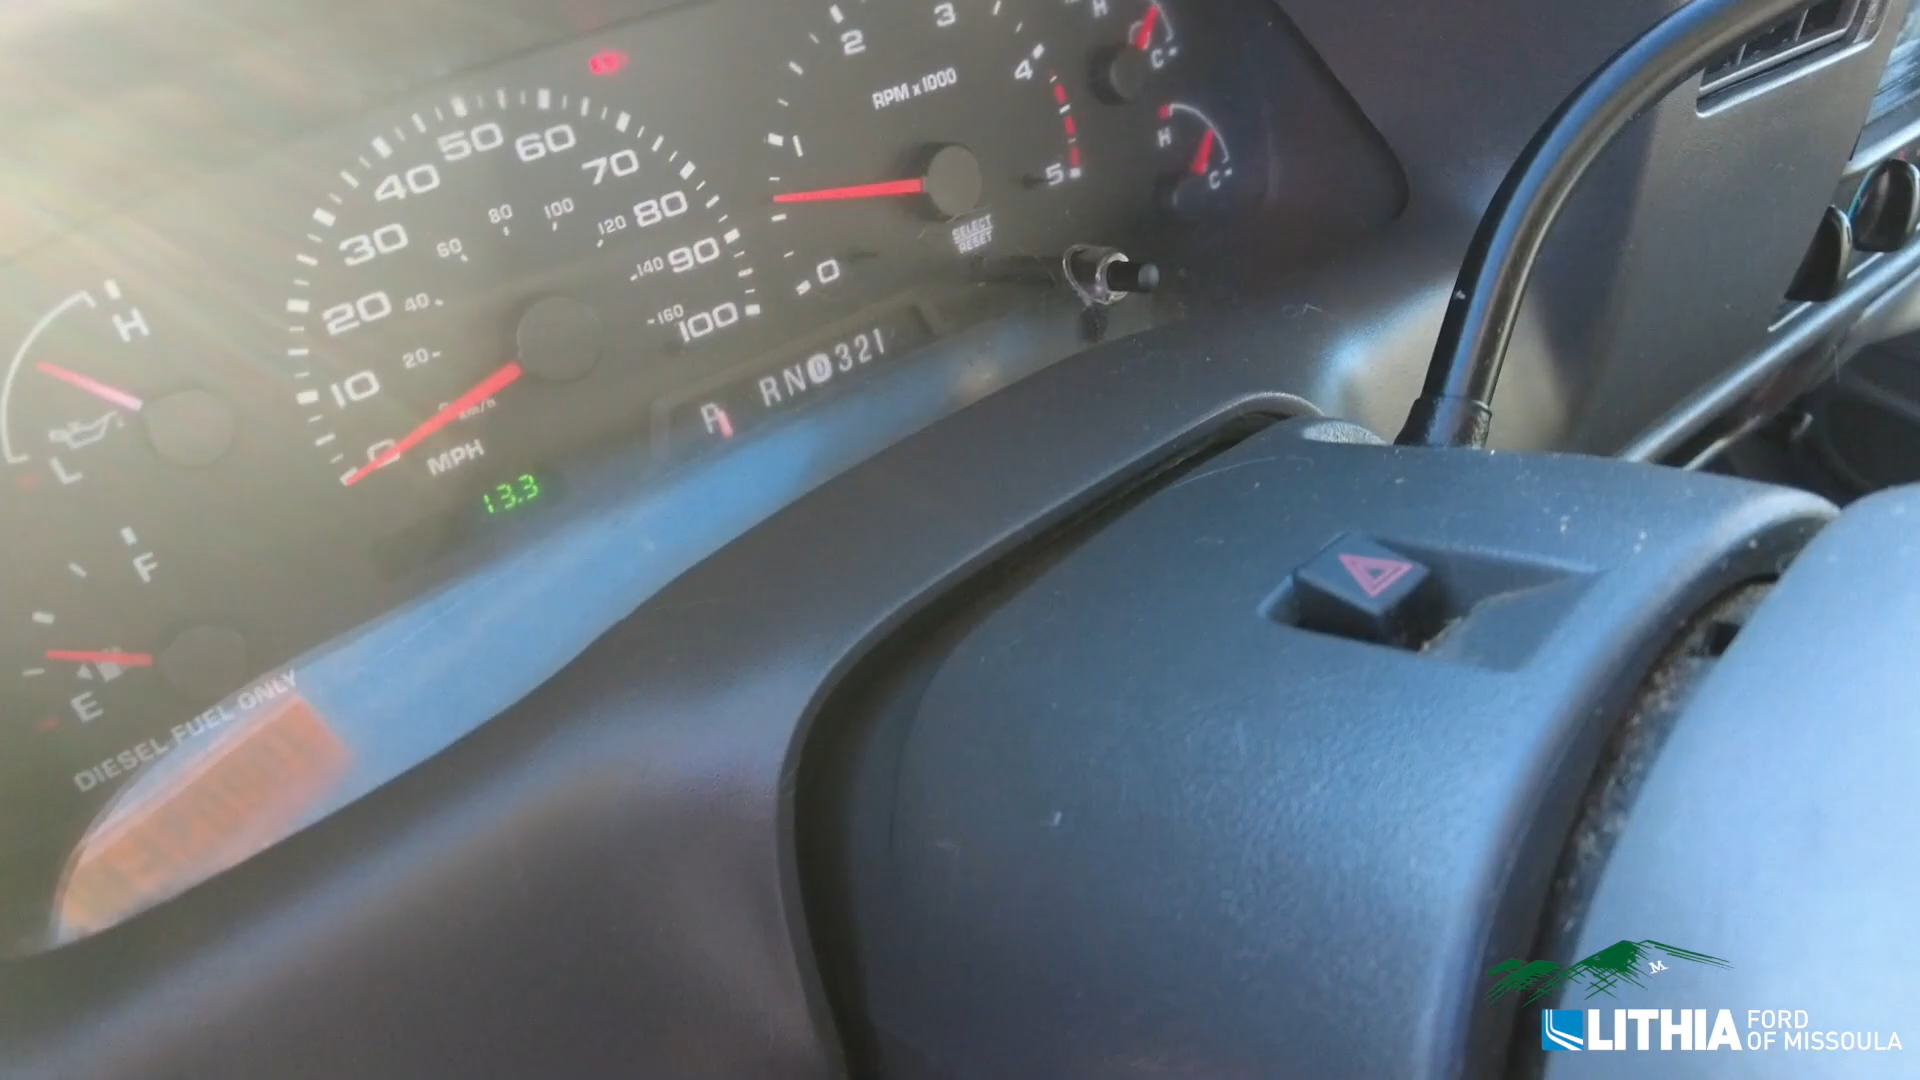 2
3
4
1
5
0
RPM x 1000
SELECT
RESET
H
C
H
C
0
10
20
30
40
50
60
70
80
90
100
20
40
60
80
100
120
140
160
km/h
MPH
P R N D 3 2 1
13.3
H
L
F
E
DIESEL FUEL ONLY
M
LITHIA FORD
OF MISSOULA